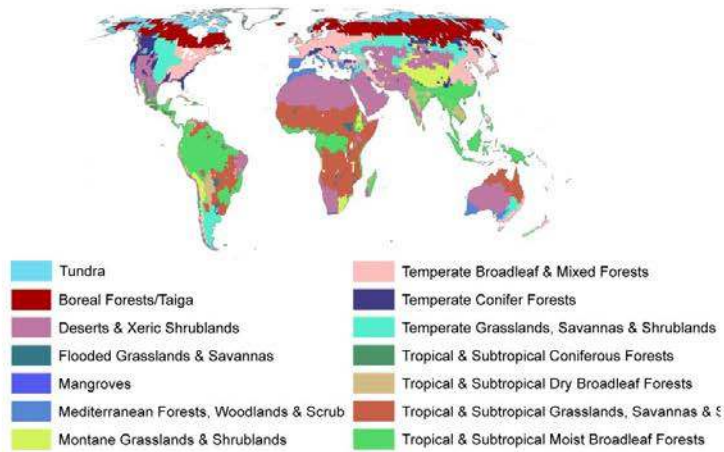 Tundra
Boreal Forests/Taiga
Deserts & Xeric Shrublands
Flooded Grasslands & Savannas
Mangroves
Mediterranean Forests, Woodlands & Scrub
Montane Grasslands & Shrublands
Temperate Broadleaf & Mixed Forests
Temperate Conifer Forests
Temperate Grasslands, Savannas & Shrublands
Tropical & Subtropical Coniferous Forests
Tropical & Subtropical Dry Broadleaf Forests
Tropical & Subtropical Grasslands, Savannas & S
Tropical & Subtropical Moist Broadleaf Forests